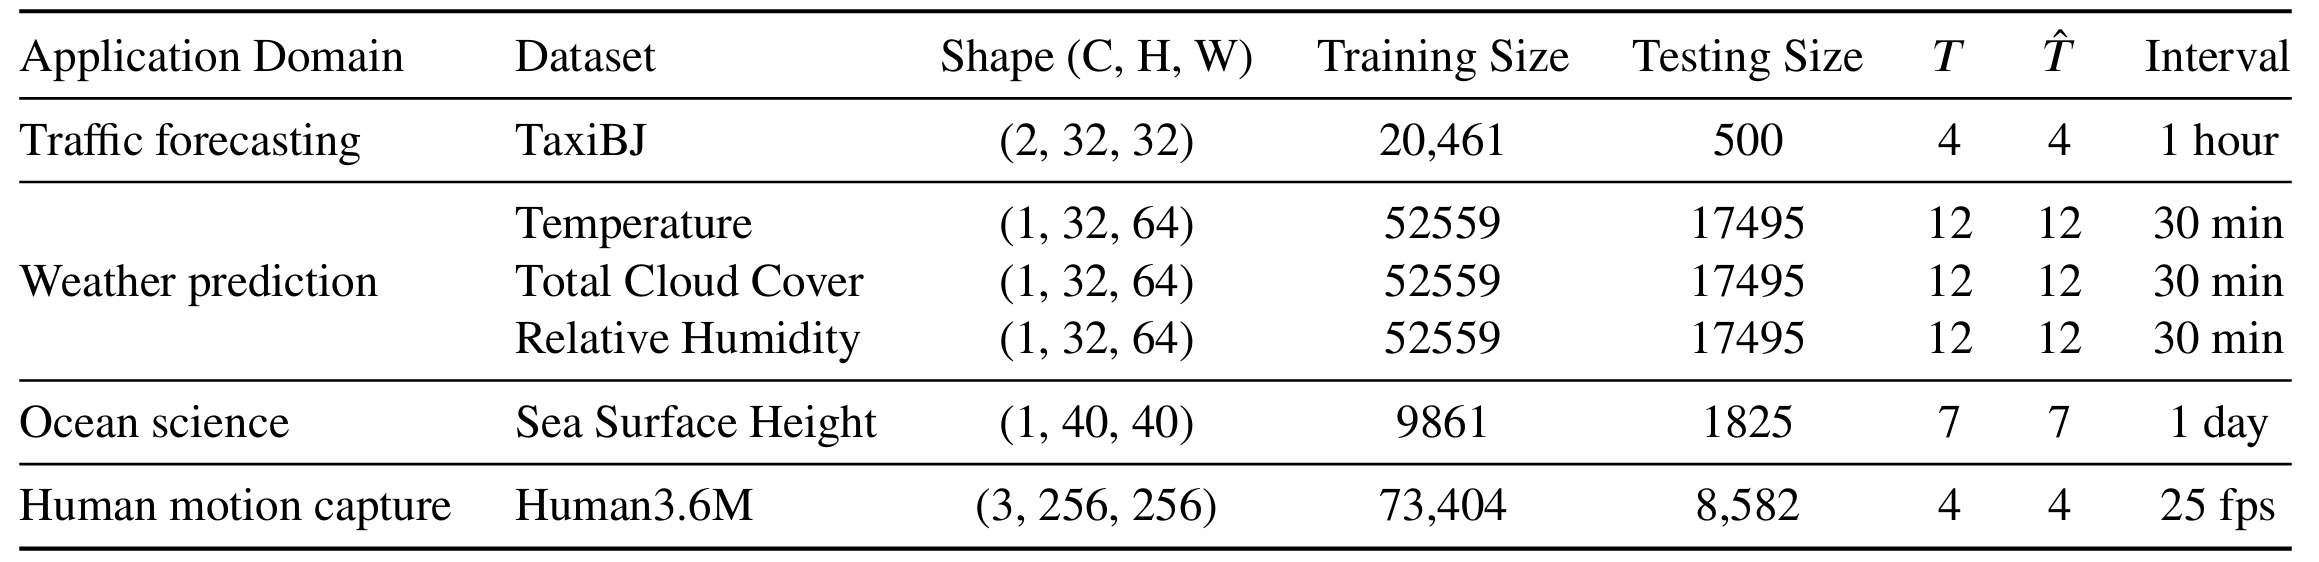 Application Domain Dataset Shape (C, H, W) Training Size Testing Size T T̂ Interval
Traffic forecasting TaxiBJ (2, 32, 32) 20,461 500 4 4 1 hour
Temperature (1, 32, 64) 52559 17495 12 12 30 min
Weather prediction Total Cloud Cover (1, 32, 64) 52559 17495 12 12 30 min
Relative Humidity (1, 32, 64) 52559 17495 12 12 30 min
Ocean science Sea Surface Height (1, 40, 40) 9861 1825 7 7 1 day
Human motion capture Human3.6M (3, 256, 256) 73,404 8,582 4 4 25 fps